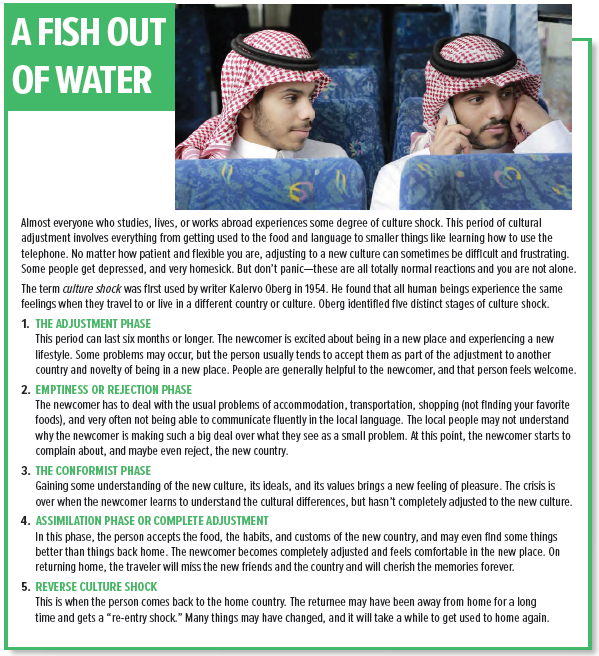 A FISH OUT
OF WATER
Almost everyone who studies, lives, or works abroad experiences some degree of culture shock. This period of cultural
adjustment involves everything from getting used to the food and language to smaller things like learning how to use the
telephone. No matter how patient and flexible you are, adjusting to a new culture can sometimes be difficult and frustrating.
Some people get depressed, and very homesick. But don't panic—these are all totally normal reactions and you are not alone.
The term culture shock was first used by writer Kalervo Oberg in 1954. He found that all human beings experience the same
feelings when they travel to or live in a different country or culture. Oberg identified five distinct stages of culture shock.
1. THE ADJUSTMENT PHASE
This period can last six months or longer. The newcomer is excited about being in a new place and experiencing a new
lifestyle. Some problems may occur, but the person usually tends to accept them as part of the adjustment to another
country and novelty of being in a new place. People are generally helpful to the newcomer, and that person feels welcome.
2. EMPTINESS OR REJECTION PHASE
The newcomer has to deal with the usual problems of accommodation, transportation, shopping (not finding your favorite
foods), and very often not being able to communicate fluently in the local language. The local people may not understand
why the newcomer is making such a big deal over what they see as a small problem. At this point, the newcomer starts to
complain about, and maybe even reject, the new country.
3. THE CONFORMIST PHASE
Gaining some understanding of the new culture, its ideals, and its values brings a new feeling of pleasure. The crisis is
over when the newcomer learns to understand the cultural differences, but hasn't completely adjusted to the new culture.
4. ASSIMILATION PHASE OR COMPLETE ADJUSTMENT
In this phase, the person accepts the food, the habits, and customs of the new country, and may even find some things
better than things back home. The newcomer becomes completely adjusted and feels comfortable in the new place. On
returning home, the traveler will miss the new friends and the country and will cherish the memories forever.
5. REVERSE CULTURE SHOCK
This is when the person comes back to the home country. The returnee may have been away from home for a long
time and gets a "re-entry shock." Many things may have changed, and it will take a while to get used to home again.